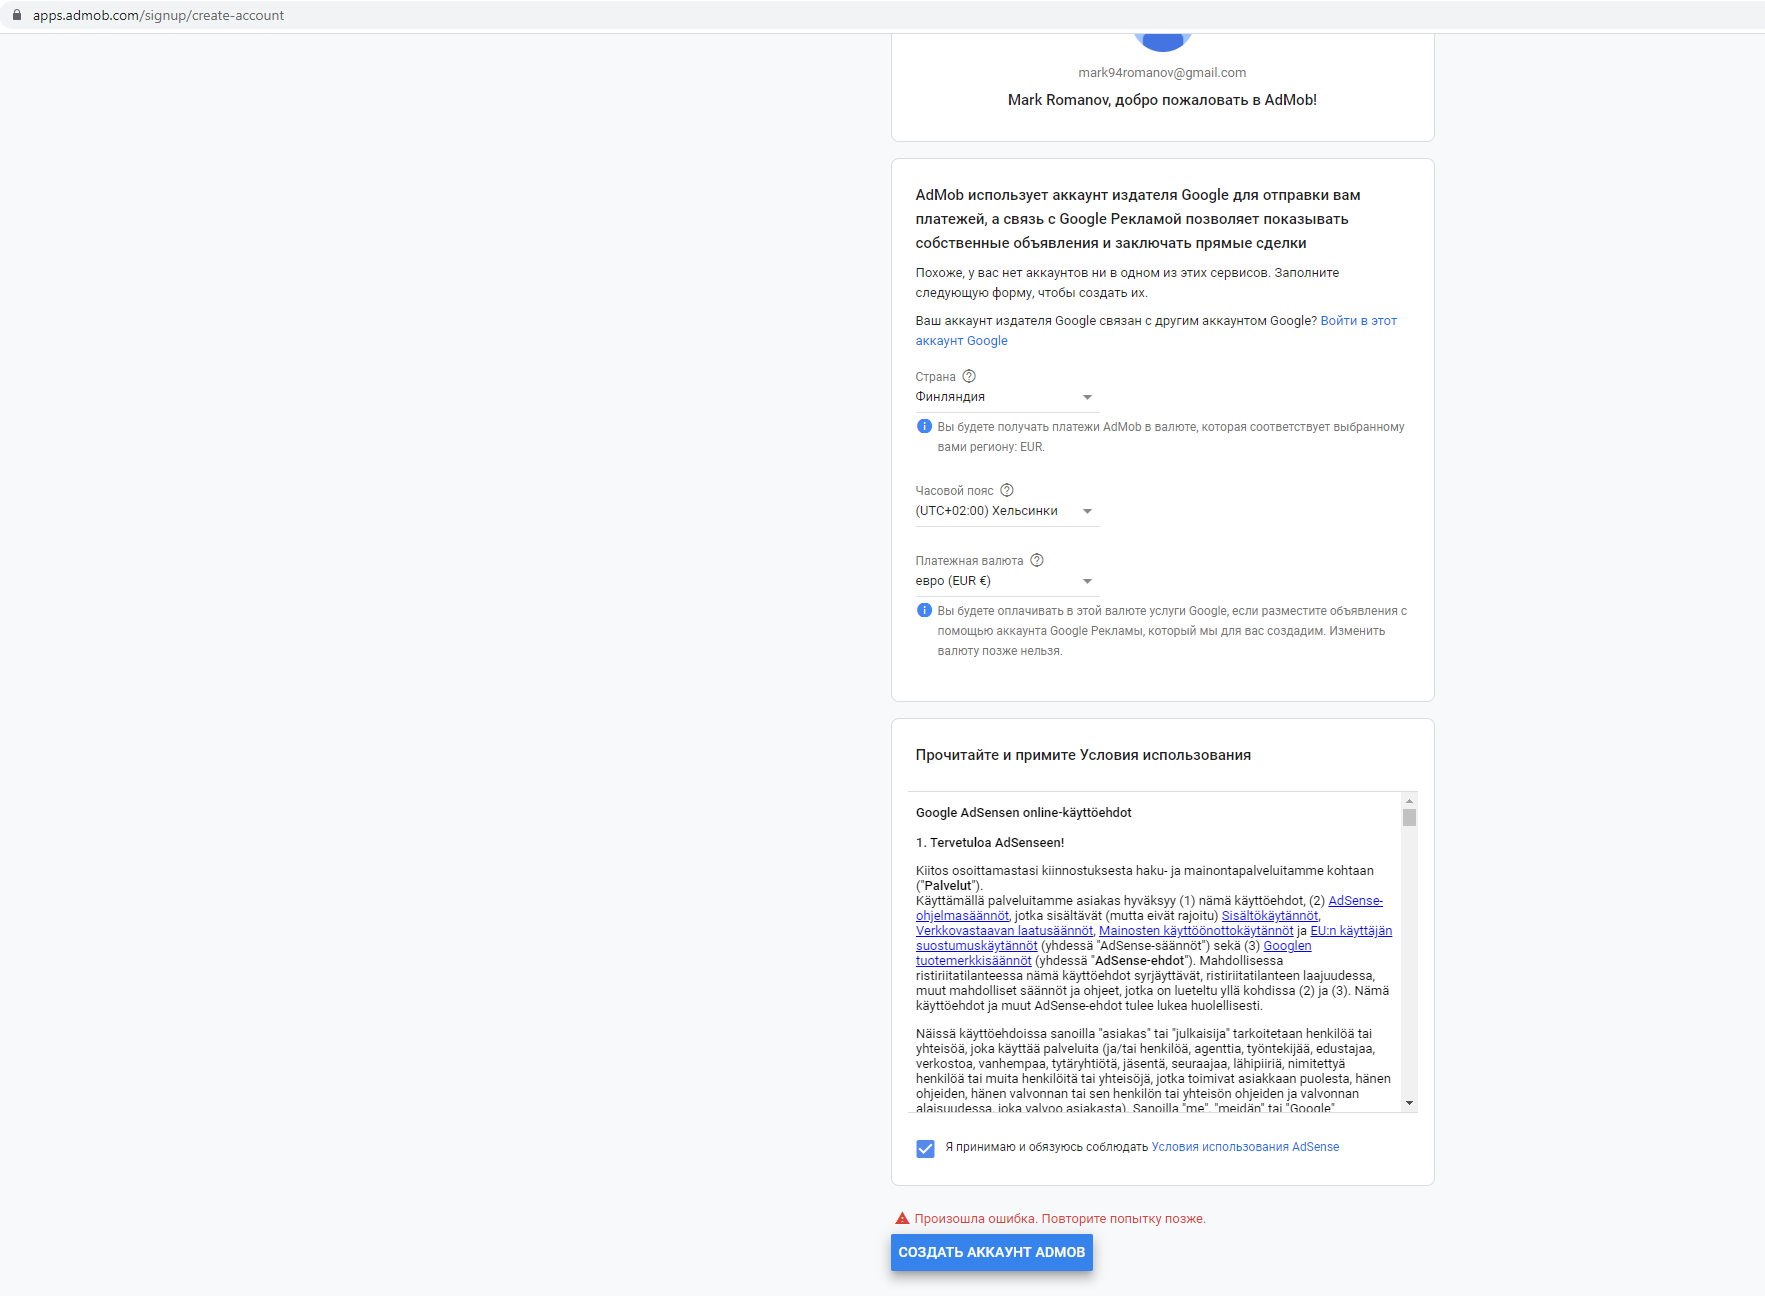 apps.admob.com/signup/create-account
mark94romanov@gmail.com
Mark Romanov, добро пожаловать в AdMob!
AdMob использует аккаунт издателя Google для отправки вам
платежей, а связь с Google Рекламой позволяет показывать
собственные объявления и заключать прямые сделки
Похоже, у вас нет аккаунтов ни в одном из этих сервисов. Заполните
следующую форму, чтобы создать их.
Ваш аккаунт издателя Google связан с другим аккаунтом Google? Войти в этот
аккаунт Google
Страна
Финляндия
Вы будете получать платежи AdMob в валюте, которая соответствует выбранному
вами региону: EUR.
Часовой пояс
(UTC+02:00) Хельсинки
Платежная валюта
евро (EUR €)
Вы будете оплачивать в этой валюте услуги Google, если разместите объявления с
помощью аккаунта Google Рекламы, который мы для вас создадим. Изменить
валюту позже нельзя.
Прочитайте и примите Условия использования
Google AdSensen online-käyttöehdot
1. Tervetuloa AdSenseen!
Kiitos osoittamastasi kiinnostuksesta haku- ja mainontapalveluitamme kohtaan
("Palvelut").
Käyttämällä palveluitamme asiakas hyväksyy (1) nämä käyttöehdot, (2) AdSense-
ohjelmasäännöt, jotka sisältävät (mutta eivät rajoitu) Sisältökäytännöt,
Verkkovastaavan laatusäännöt, Mainosten käyttöönottokäytännöt ja EU:n käyttäjän
suostumuskäytännöt (yhdessä "AdSense-säännöt") sekä (3) Googlen
tuotemerkkisäännöt (yhdessä "AdSense-ehdot"). Mahdollisessa
ristiriitatilanteessa nämä käyttöehdot syrjäyttävät, ristiriitatilanteen laajuudessa,
muut mahdolliset säännöt ja ohjeet, jotka on lueteltu yllä kohdissa (2) ja (3). Nämä
käyttöehdot ja muut AdSense-ehdot tulee lukea huolellisesti.
Näissä käyttöehdoissa sanoilla "asiakas" tai "julkaisija" tarkoitetaan henkilöä tai
yhteisöä, joka käyttää palveluita (ja/tai henkilöä, agenttia, työntekijää, edustajaa,
verkostoa, vanhempaa, tytäryhtiötä, jäsentä, seuraajaa, lähipiiriä, nimitettyä
henkilöä tai muita henkilöitä tai yhteisöjä, jotka toimivat asiakkaan puolesta, hänen
ohjeiden, hänen valvonnan tai sen henkilön tai yhteisön ohjeiden ja valvonnan
alaisuudessa, joka valvoo asiakasta). Sanoilla "me", "meidän" tai "Google"
Я принимаю и обязуюсь соблюдать Условия использования AdSense
Произошла ошибка. Повторите попытку позже.
СОЗДАТЬ АККАУНТ ADMOB